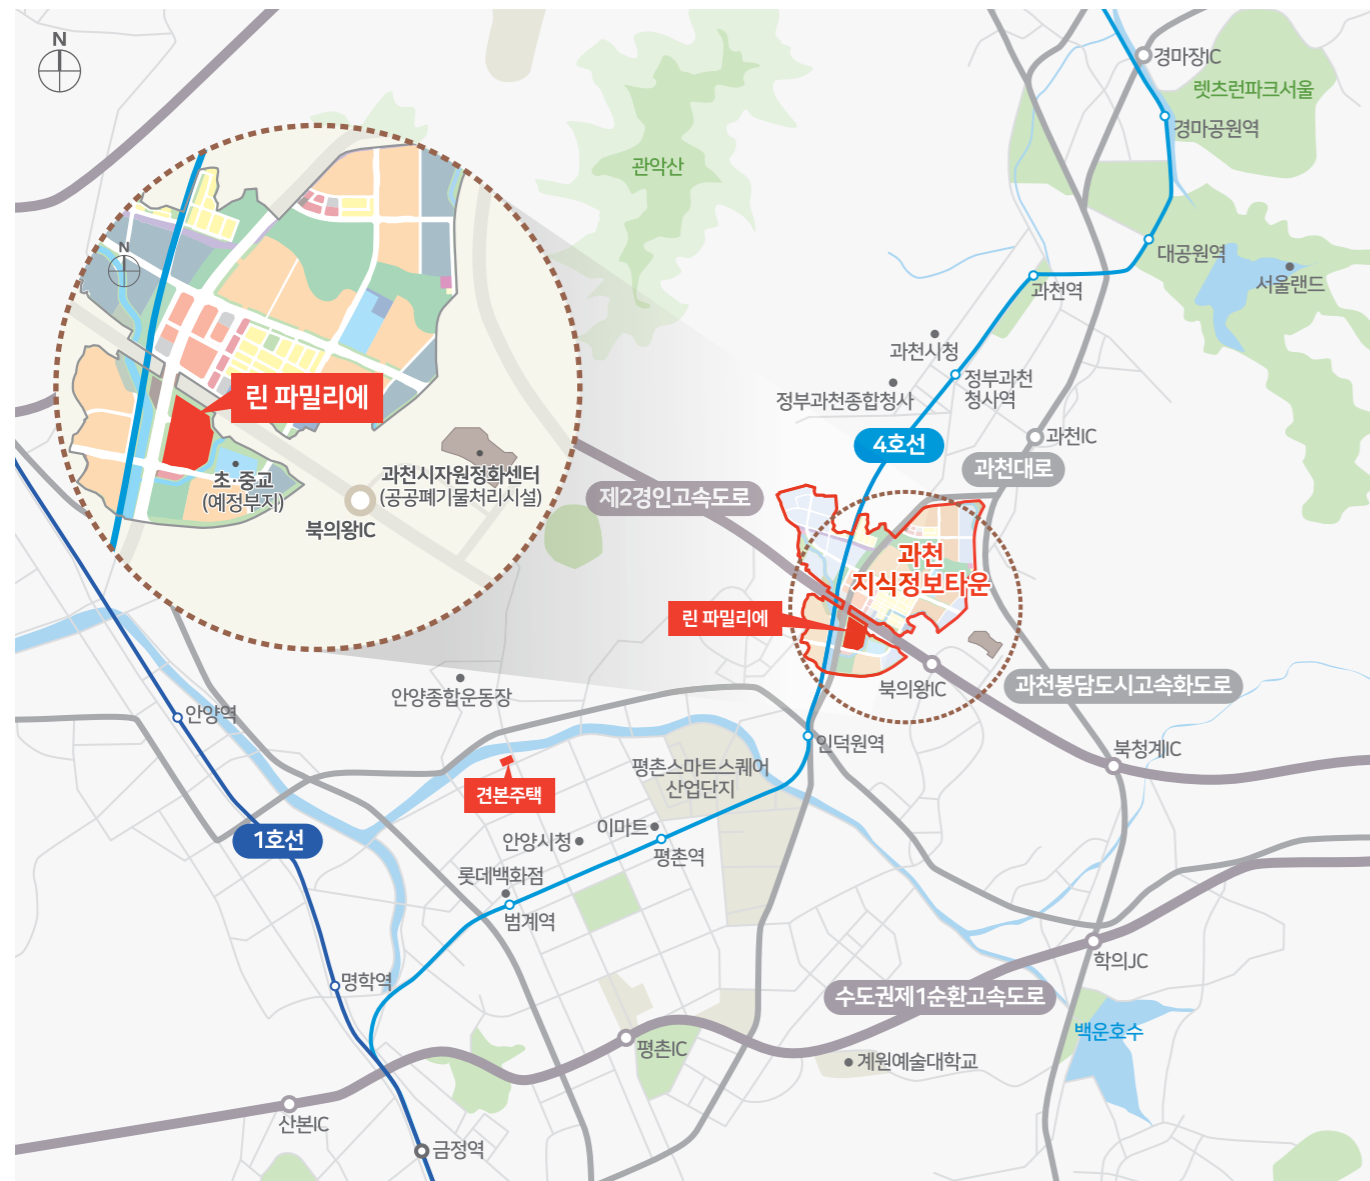 N
경마장IC
렛츠런파크서울
경마공원역
관악산
N
대공원역
서울랜드
과천역
과천시청
정부과천
청사역
정부과천종합청사
린 파밀리에
과천IC
4호선
과천대로
초·중교
(예정부지)
과천시자원정화센터
(공공폐기물처리시설)
북의왕IC
제2경인고속도로
과천
지식정보타운
린 파밀리에
북의왕IC
과천봉담도시고속화도로
안양종합운동장
안양역
인덕원역
북청계IC
평촌스마트스퀘어
산업단지
견본주택
1호선
안양시청
이마트
평촌역
롯데백화점
범계역
학의JC
명학역
수도권제1순환고속도로
백운호수
평촌IC
계원예술대학교
산본IC
금정역